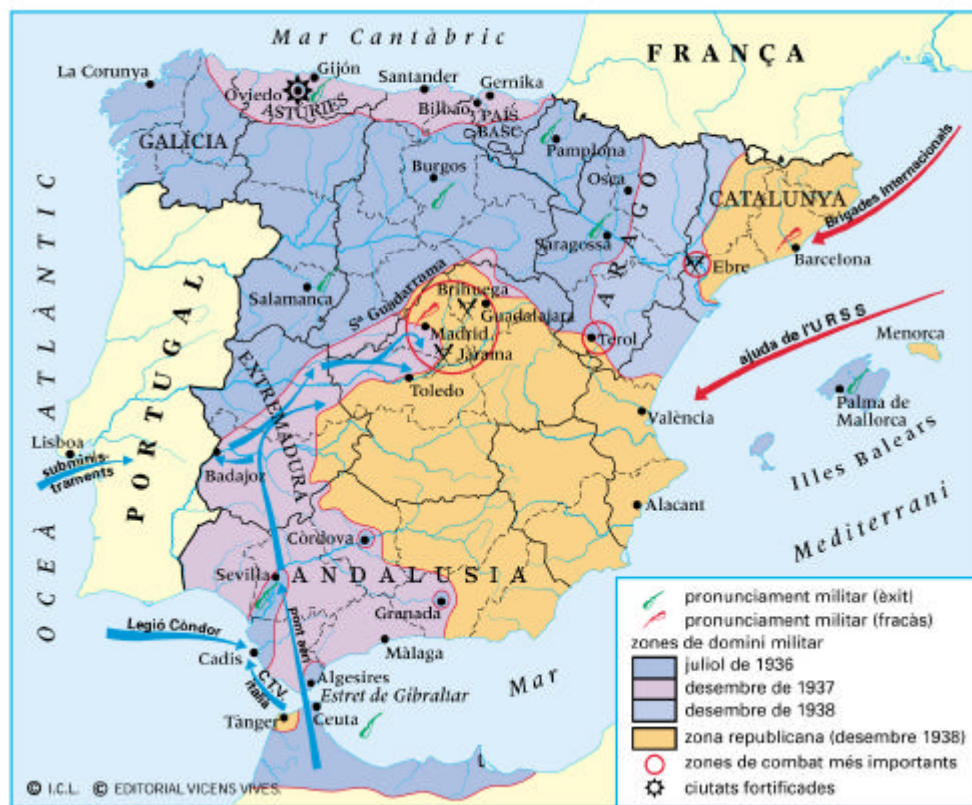 Mar Cantàbric
FRANÇA
La Corunya
Gijón
Oviedo
ASTÚRIES
Santander
Gernika
Bilbao
PAÍS
BASC
GALÍCIA
Pamplona
Burgos
Osca
ARAGÓ
CATALUNYA
Brigades Internacionals
Saragossa
Barcelona
Ebre
Salamanca
Sª Guadarrama
Brihuega
Guadalajara
Madrid
Jarama
Terol
ajuda de l'U R S S
Menorca
Palma de
Mallorca
Toledo
València
Illes Balears
OCEÀ ATLÀNTIC
PORTUGAL
EXTREMADURA
Lisboa
subminis-
traments
Badajoz
Alacant
Mediterrani
Còrdova
Sevilla
ANDALUSIA
Granada
pont aeri
Legió Còndor
Cadis
Màlaga
C.T.V.
Itàlia
Algesires
Estret de Gibraltar
Mar
Tànger
Ceuta
pronunciament militar (èxit)
pronunciament militar (fracàs)
zones de domini militar
juliol de 1936
desembre de 1937
desembre de 1938
zona republicana (desembre 1938)
zones de combat més importants
ciutats fortificades
© I.C.L. © EDITORIAL VICENS VIVES.